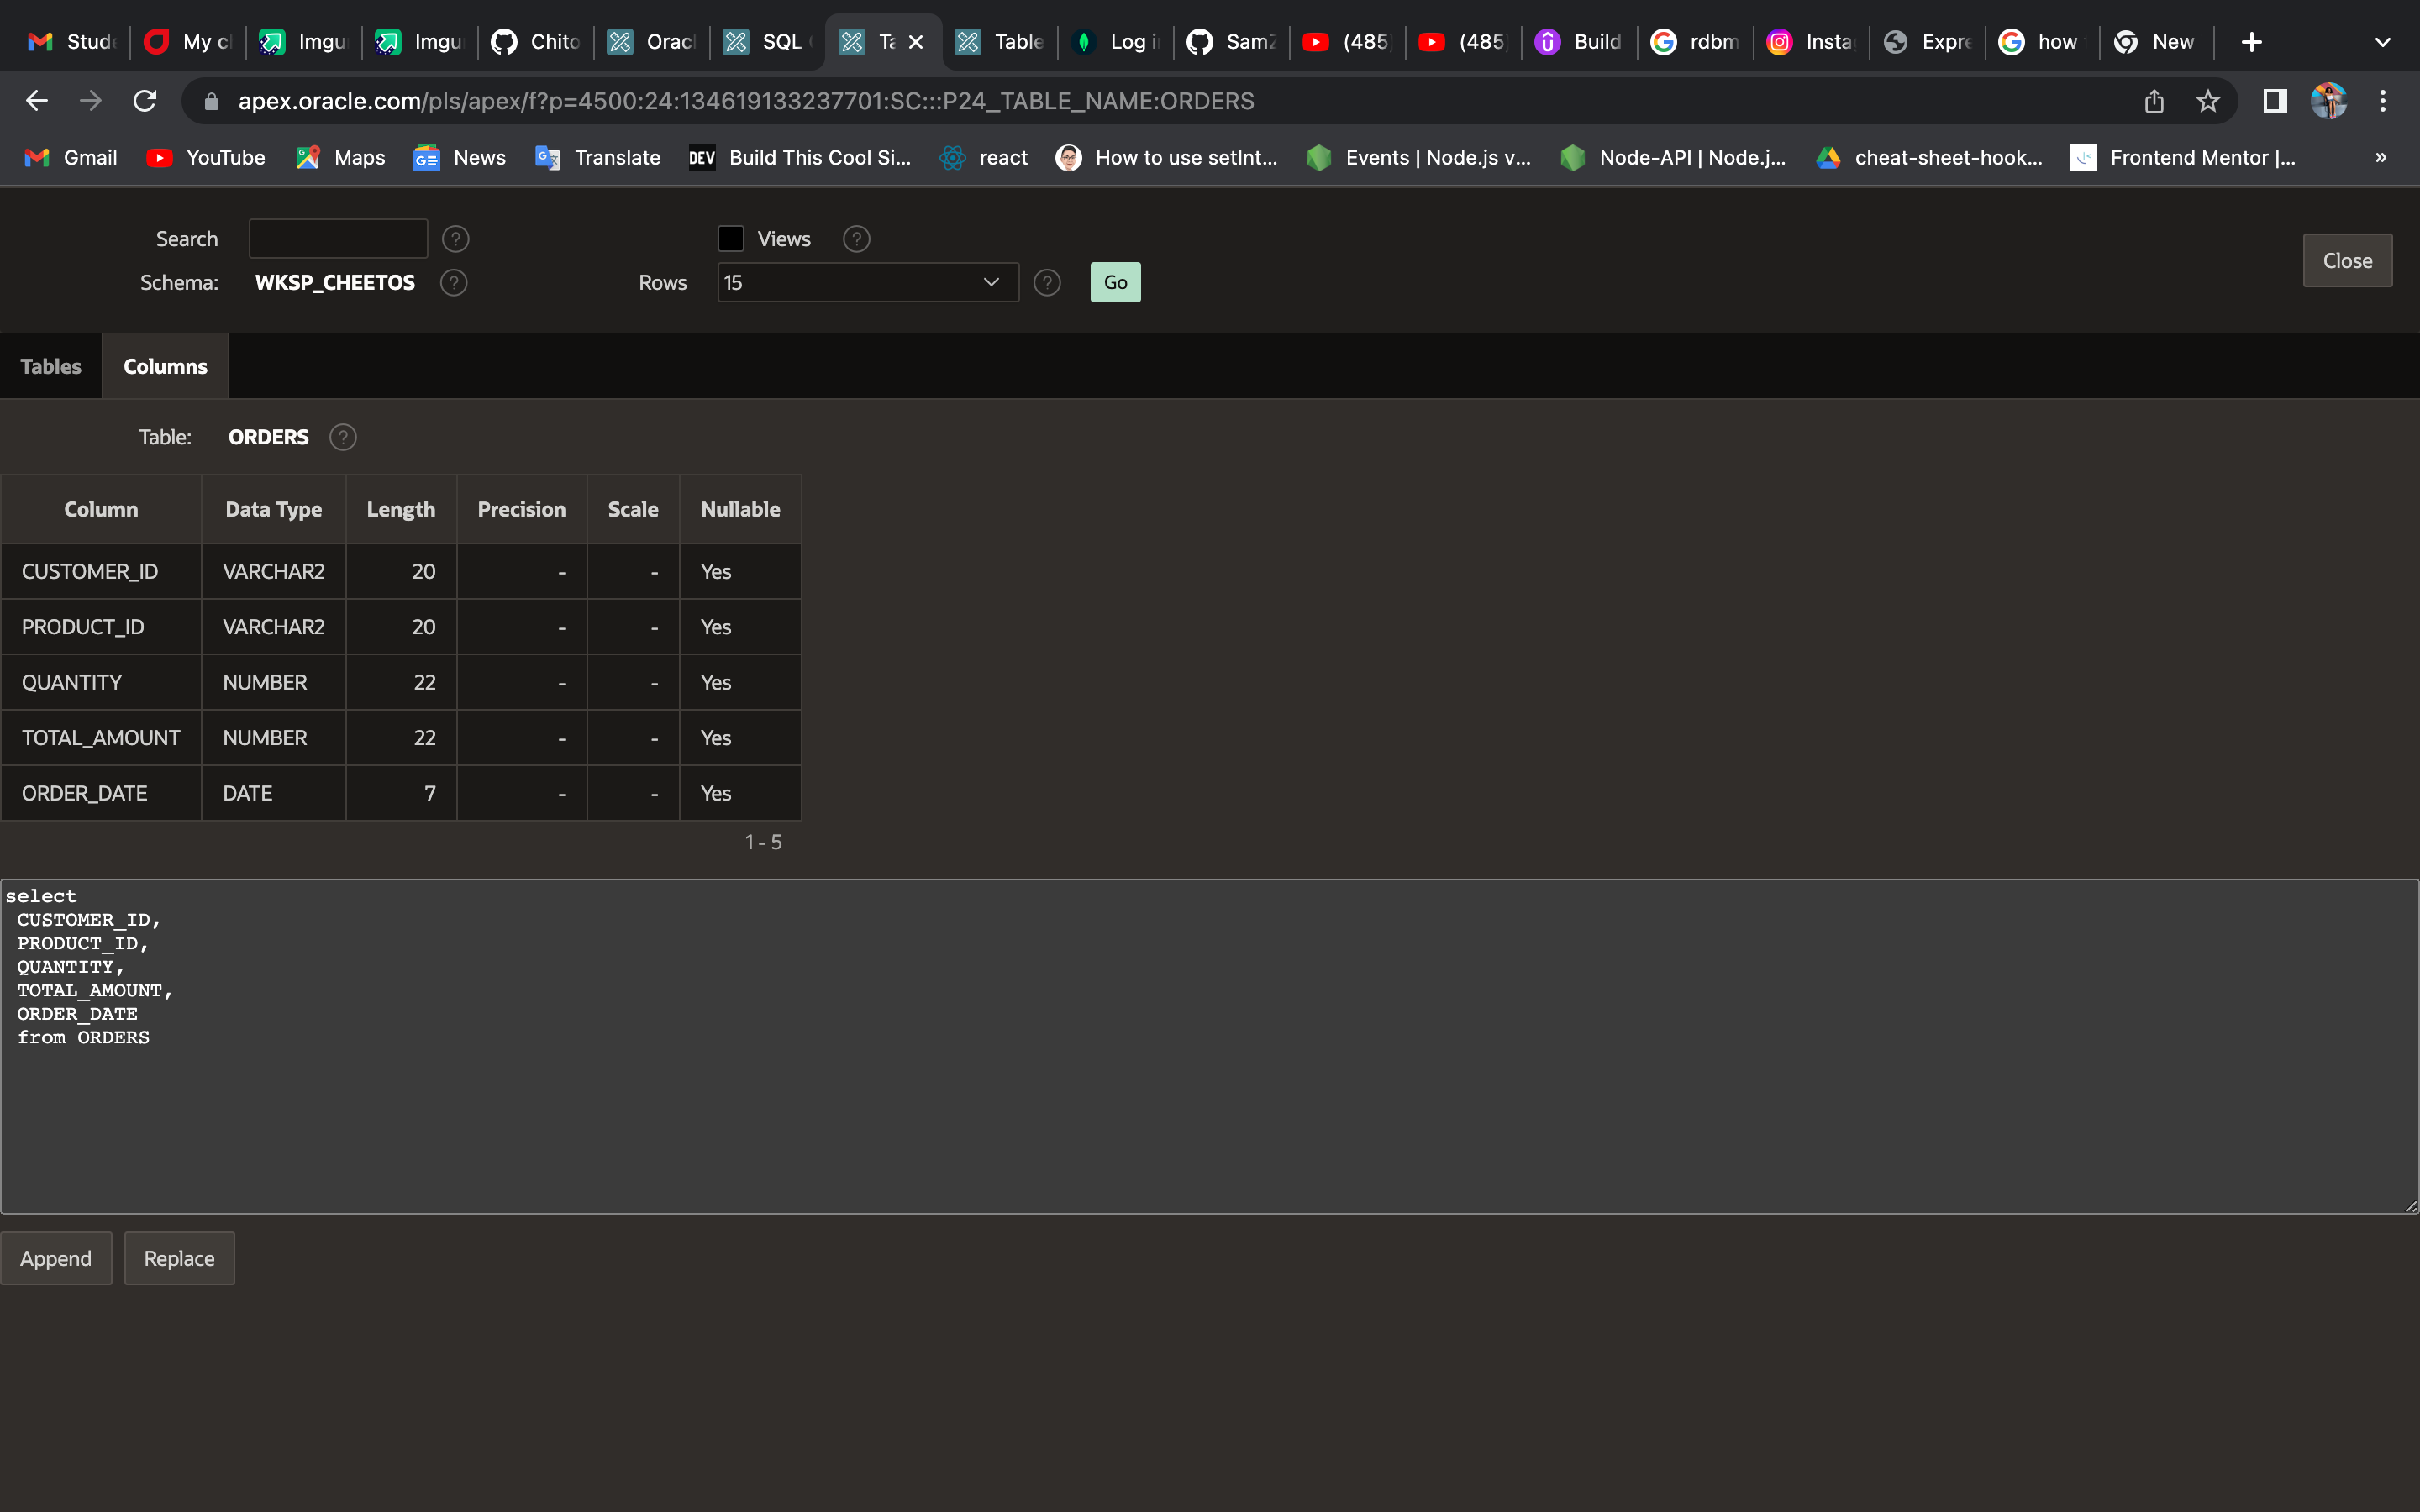 Stude My cl Imgu Imgu Chito Oracl SQL Ta Table Log i Sam (485 (485 Build rdbm Insta Expre how New
apex.oracle.com/pls/apex/f?p=4500:24:134619133237701:SC:::P24_TABLE_NAME:ORDERS
Gmail YouTube Maps News Translate DEV Build This Cool Si... react How to use setInt... Events | Node.js v... Node-API | Node.j... cheat-sheet-hook... Frontend Mentor |... »
Search ? Views ?
Close
Schema: WKSP_CHEETOS ? Rows 15 ? Go
Tables Columns
Table: ORDERS ?
Column Data Type Length Precision Scale Nullable
CUSTOMER_ID VARCHAR2 20 - - Yes
PRODUCT_ID VARCHAR2 20 - - Yes
QUANTITY NUMBER 22 - - Yes
TOTAL_AMOUNT NUMBER 22 - - Yes
ORDER_DATE DATE 7 - - Yes
1 - 5
select
CUSTOMER_ID,
PRODUCT_ID,
QUANTITY,
TOTAL_AMOUNT,
ORDER_DATE
from ORDERS
Append Replace